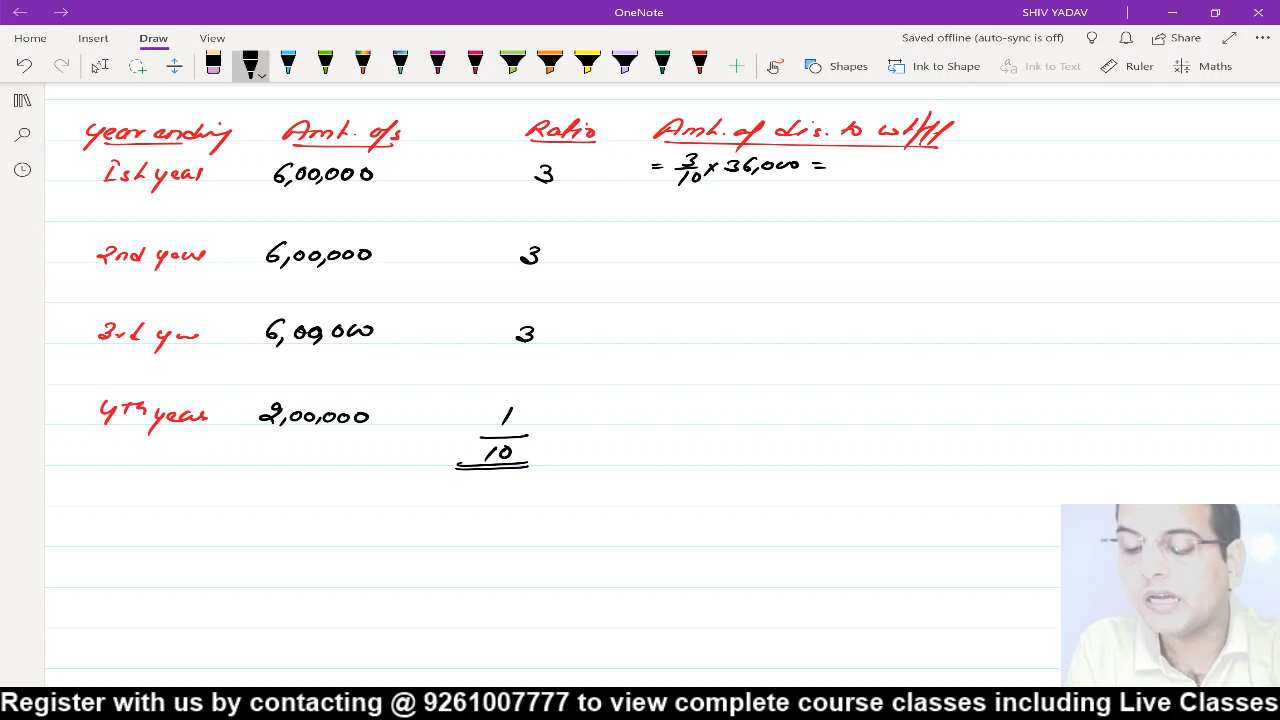 OneNote
SHIV YADAV
Home Insert Draw View
Saved offline (auto-sync is off)
Share
Shapes
Ink to Shape
Ink to Text
Ruler
Maths
year ending Amt. o/s Ratio Amt. of dis. to w/off
Ist year 6,00,000 3 = 3/10 × 36,000 =
2nd year 6,00,000 3
3rd year 6,00,000 3
4th year 2,00,000 1
10
Register with us by contacting @ 9261007777 to view complete course classes including Live Classes